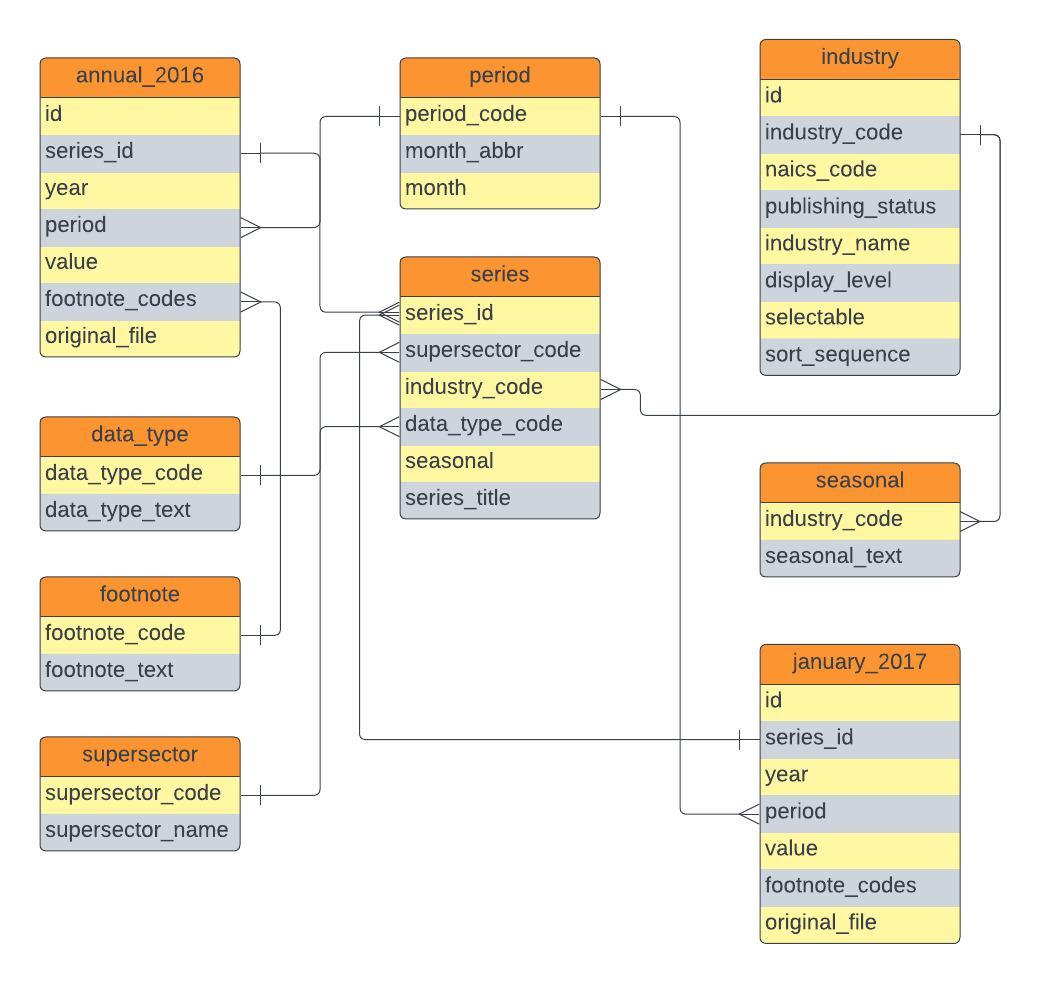 annual_2016
id
series_id
year
period
value
footnote_codes
original_file
data_type
data_type_code
data_type_text
footnote
footnote_code
footnote_text
supersector
supersector_code
supersector_name
period
period_code
month_abbr
month
series
series_id
supersector_code
industry_code
data_type_code
seasonal
series_title
industry
id
industry_code
naics_code
publishing_status
industry_name
display_level
selectable
sort_sequence
seasonal
industry_code
seasonal_text
january_2017
id
series_id
year
period
value
footnote_codes
original_file